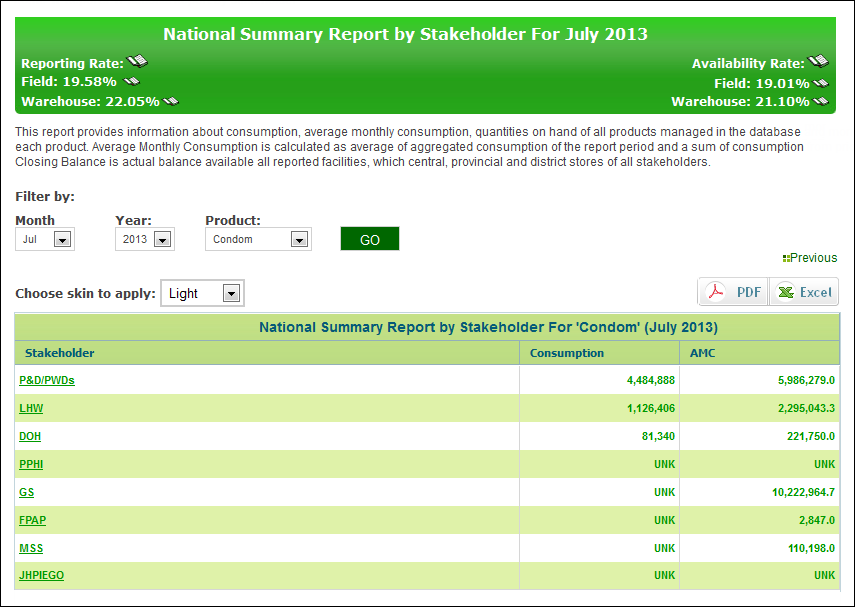 National Summary Report by Stakeholder For July 2013
Reporting Rate:
Availability Rate:
Field: 19.58%
Field: 19.01%
Warehouse: 22.05%
Warehouse: 21.10%
This report provides information about consumption, average monthly consumption, quantities on hand of all products managed in the database
each product. Average Monthly Consumption is calculated as average of aggregated consumption of the report period and a sum of consumption
Closing Balance is actual balance available all reported facilities, which central, provincial and district stores of all stakeholders.
Filter by:
Month Year: Product:
Jul 2013 Condom GO
Previous
Choose skin to apply: Light PDF Excel
National Summary Report by Stakeholder For 'Condom' (July 2013)
Stakeholder Consumption AMC
P&D/PWDs 4,484,888 5,986,279.0
LHW 1,126,406 2,295,043.3
DOH 81,340 221,750.0
PPHI UNK UNK
GS UNK 10,222,964.7
FPAP UNK 2,847.0
MSS UNK 110,198.0
JHPIEGO UNK UNK